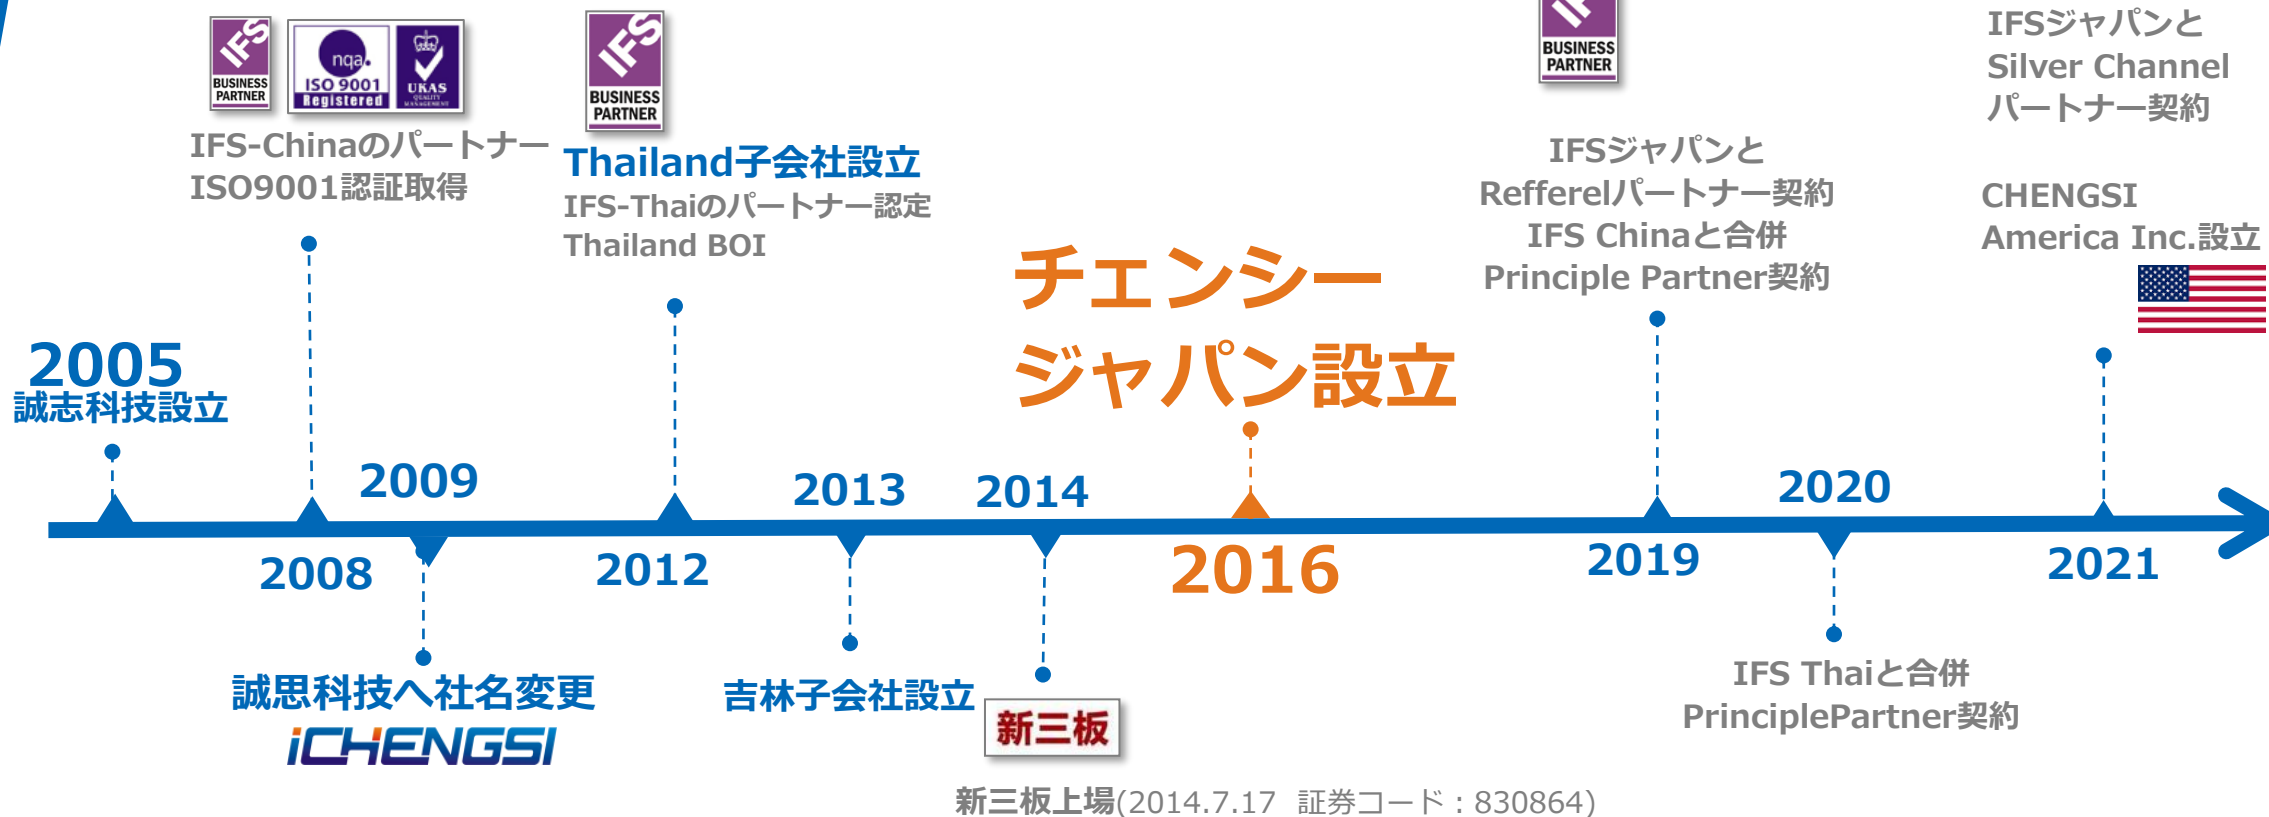 IFS
BUSINESS
PARTNER
nqa.
ISO 9001
Registered
UKAS
QUALITY
MANAGEMENT
IFS-Chinaのパートナー
ISO9001認証取得
IFS
BUSINESS
PARTNER
Thailand子会社設立
IFS-Thaiのパートナー認定
Thailand BOI
チェンシー
ジャパン設立
BUSINESS
PARTNER
IFSジャパンと
Refferelパートナー契約
IFS Chinaと合併
Principle Partner契約
IFSジャパンと
Silver Channel
パートナー契約
CHENGSI
America Inc.設立
2005
誠志科技設立
2009
2013
2014
2020
2008
2012
2016
2019
2021
誠思科技へ社名変更
iCHENGSI
吉林子会社設立
新三板
新三板上場(2014.7.17 証券コード：830864)
IFS Thaiと合併
PrinciplePartner契約